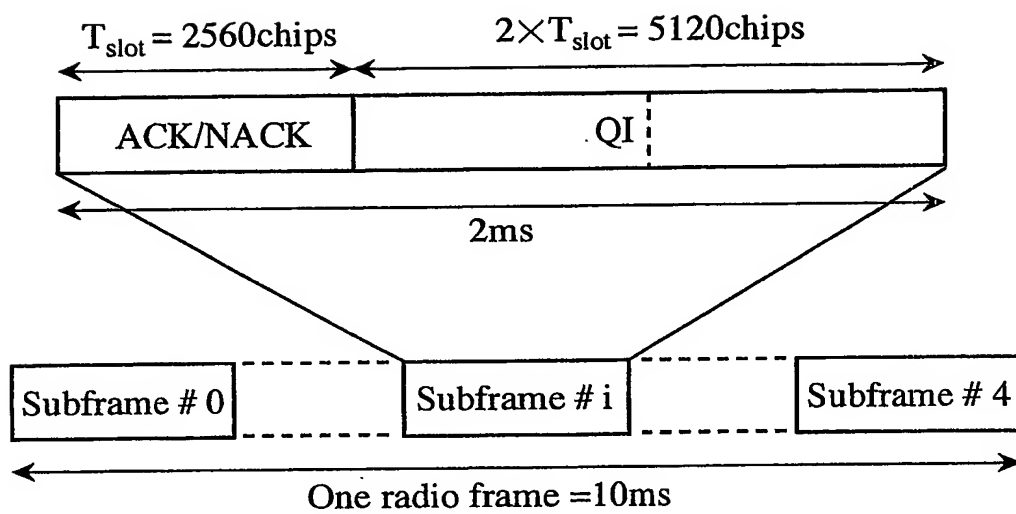 T_slot = 2560chips 2×T_slot = 5120chips
ACK/NACK QI
2ms
Subframe # 0 Subframe # i Subframe # 4
One radio frame =10ms